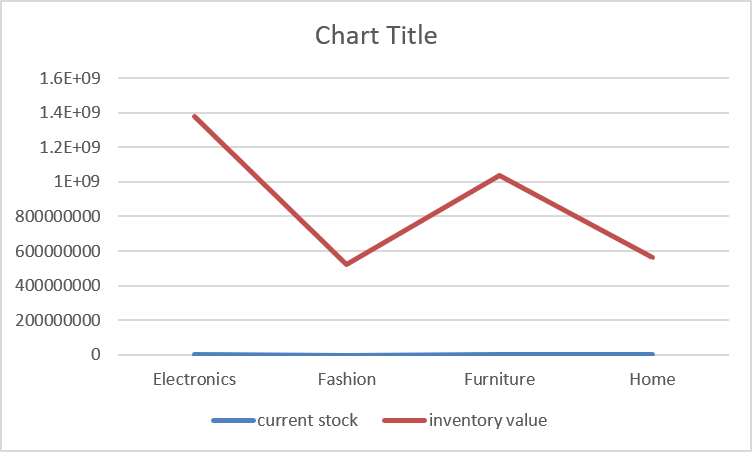 Chart Title
1.6E+09
1.4E+09
1.2E+09
1E+09
800000000
600000000
400000000
200000000
0
Electronics Fashion Furniture Home
current stock inventory value